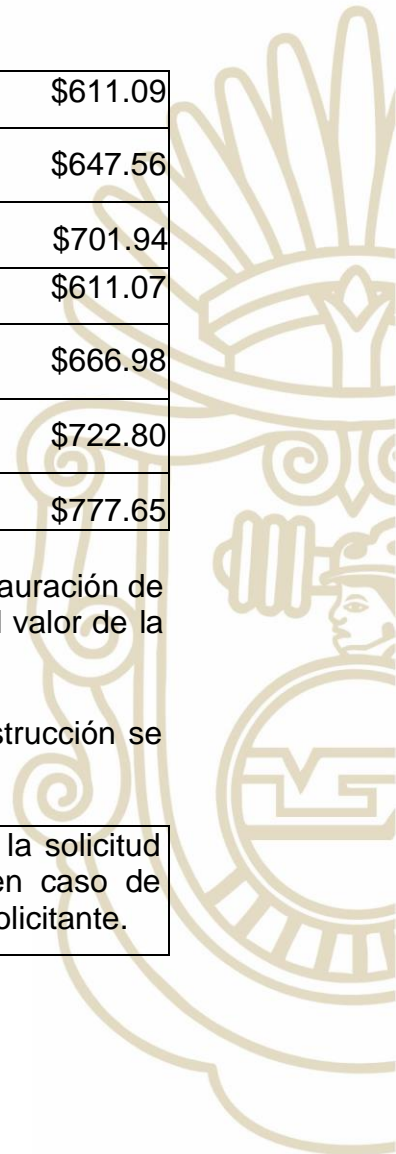 $611.09
$647.56
$701.94
$611.07
$666.98
$722.80
$777.65
auración de
valor de la
strucción se
la solicitud
en caso de
olicitante.